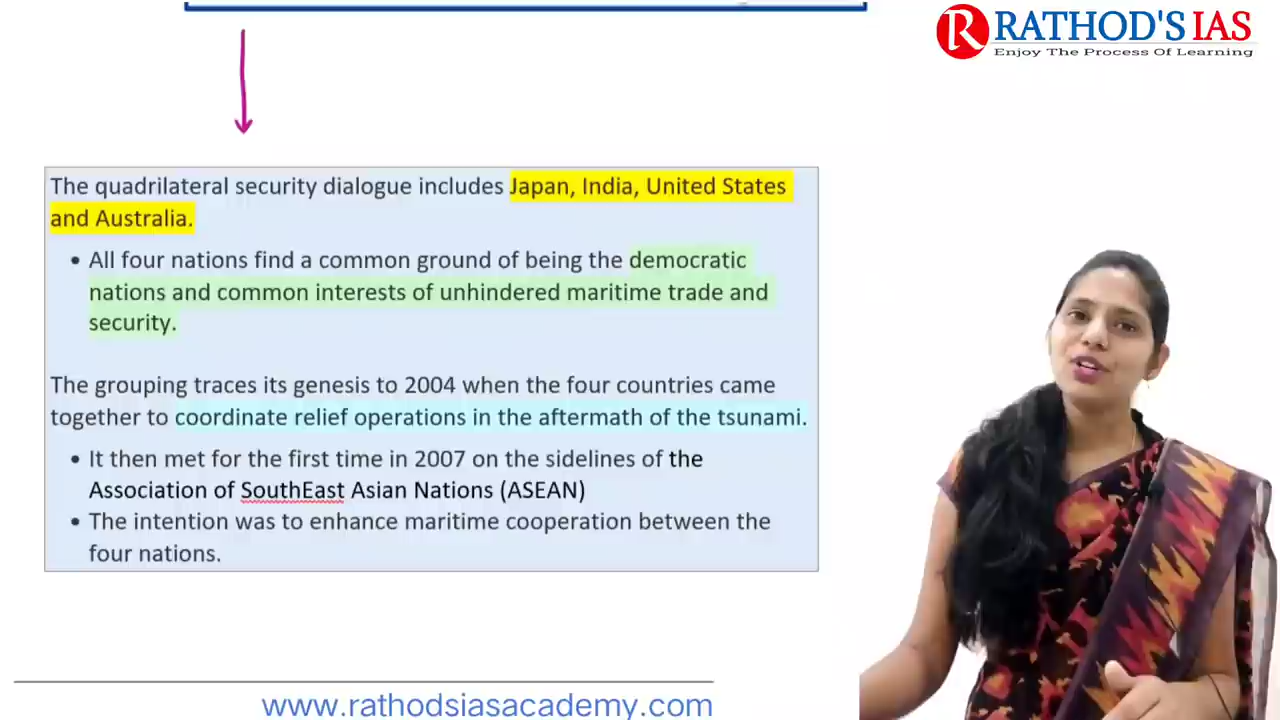 RATHOD'S IAS
Enjoy The Process Of Learning
The quadrilateral security dialogue includes Japan, India, United States
and Australia.
• All four nations find a common ground of being the democratic
nations and common interests of unhindered maritime trade and
security.
The grouping traces its genesis to 2004 when the four countries came
together to coordinate relief operations in the aftermath of the tsunami.
• It then met for the first time in 2007 on the sidelines of the
Association of SouthEast Asian Nations (ASEAN)
• The intention was to enhance maritime cooperation between the
four nations.
www.rathodsiasacademy.com